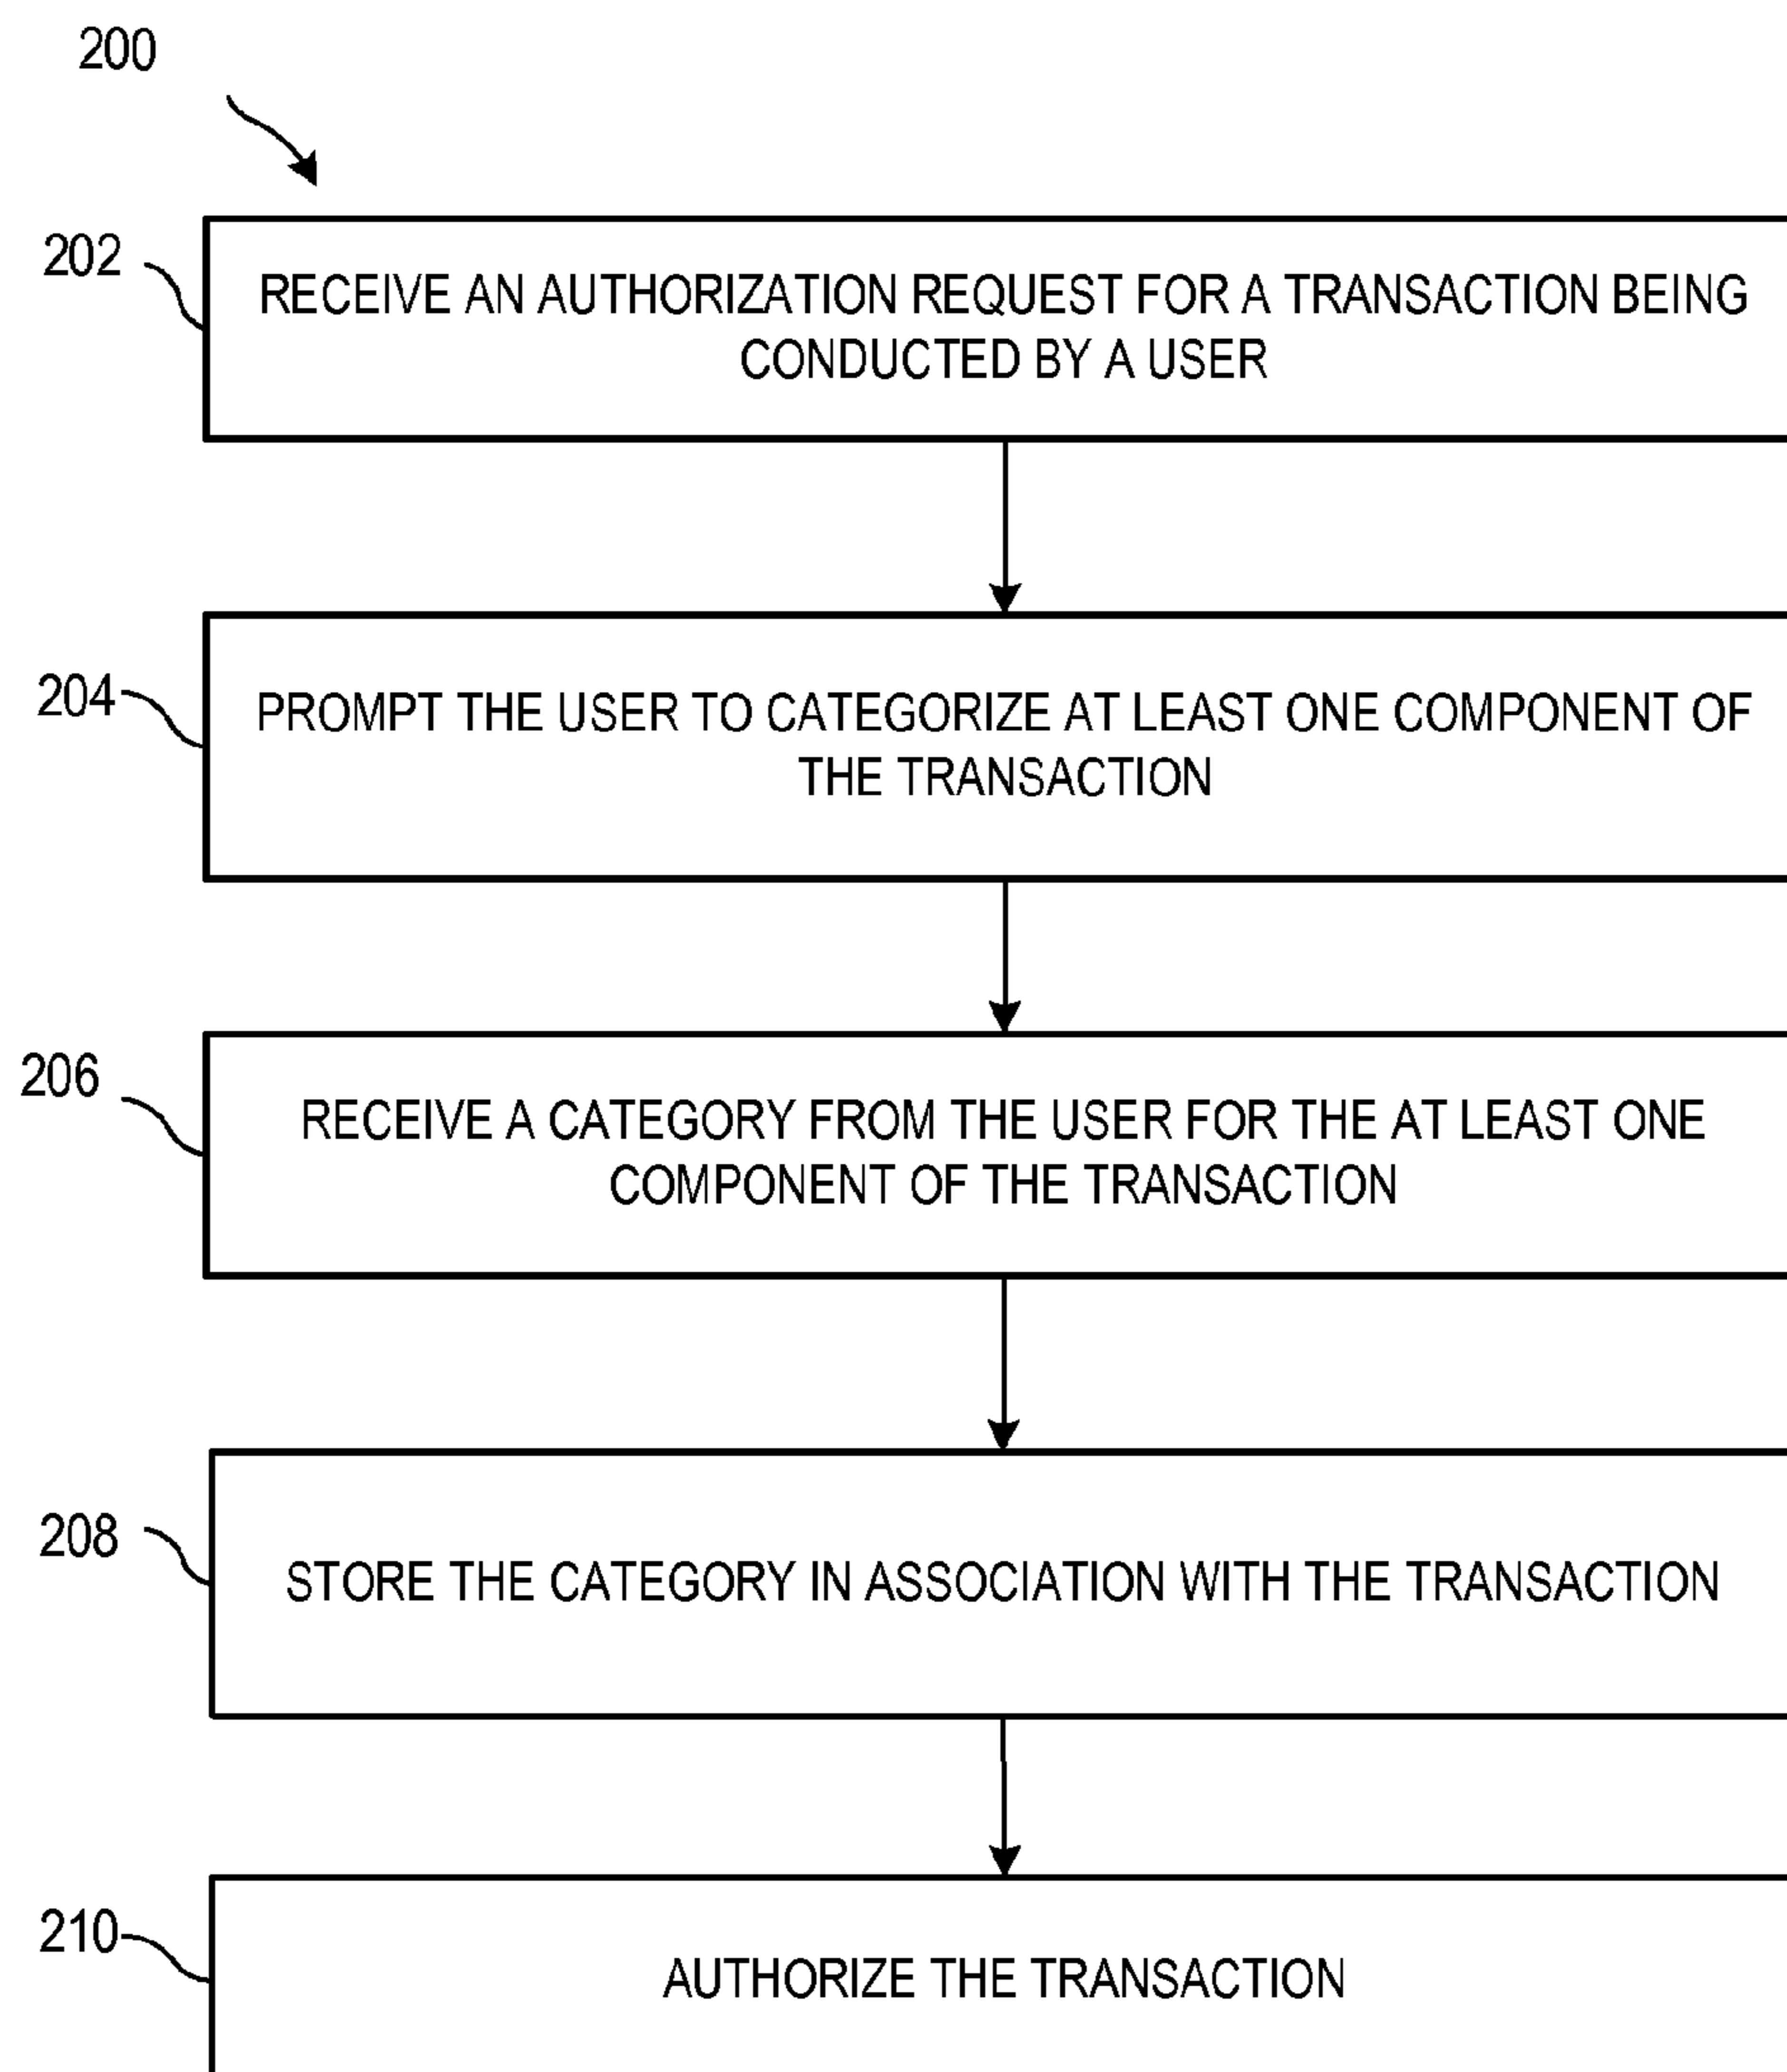 200
202
RECEIVE AN AUTHORIZATION REQUEST FOR A TRANSACTION BEING
CONDUCTED BY A USER
204
PROMPT THE USER TO CATEGORIZE AT LEAST ONE COMPONENT OF
THE TRANSACTION
206
RECEIVE A CATEGORY FROM THE USER FOR THE AT LEAST ONE
COMPONENT OF THE TRANSACTION
208
STORE THE CATEGORY IN ASSOCIATION WITH THE TRANSACTION
210
AUTHORIZE THE TRANSACTION